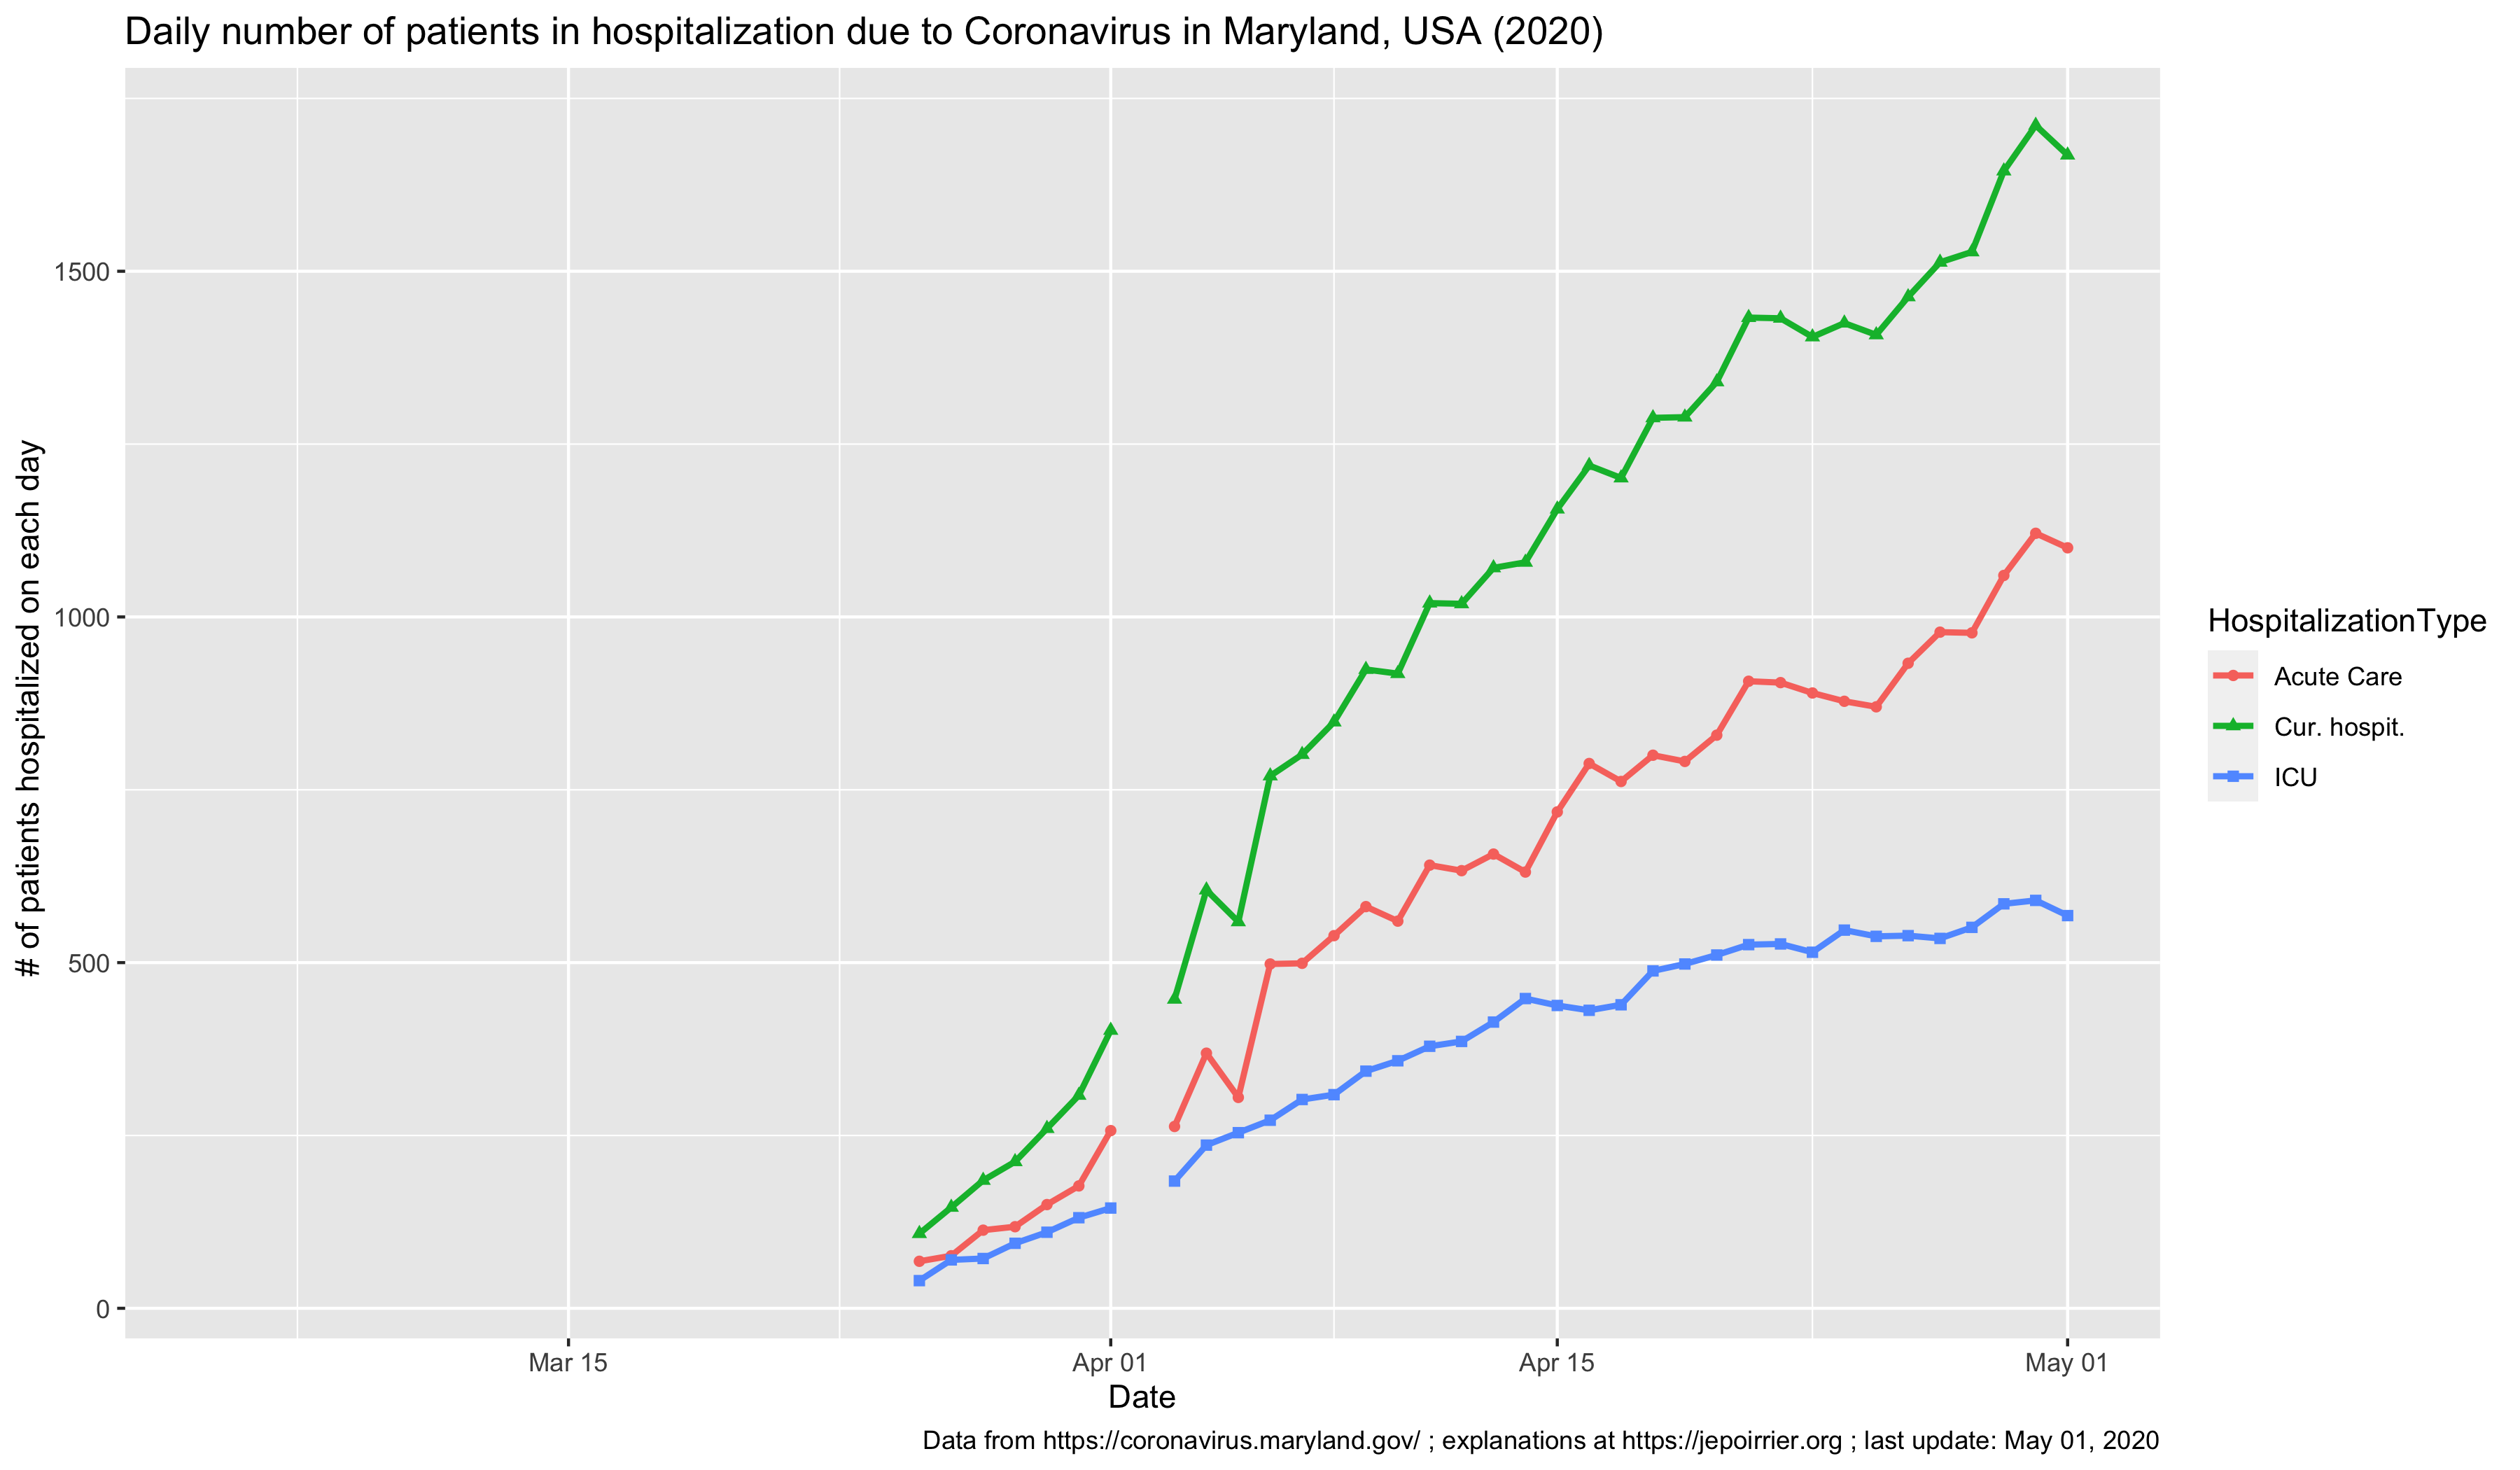 Daily number of patients in hospitalization due to Coronavirus in Maryland, USA (2020)
# of patients hospitalized on each day
1500
1000
500
0
Mar 15
Apr 01
Apr 15
May 01
Date
HospitalizationType
Acute Care
Cur. hospit.
ICU
Data from https://coronavirus.maryland.gov/ ; explanations at https://jepoirrier.org ; last update: May 01, 2020